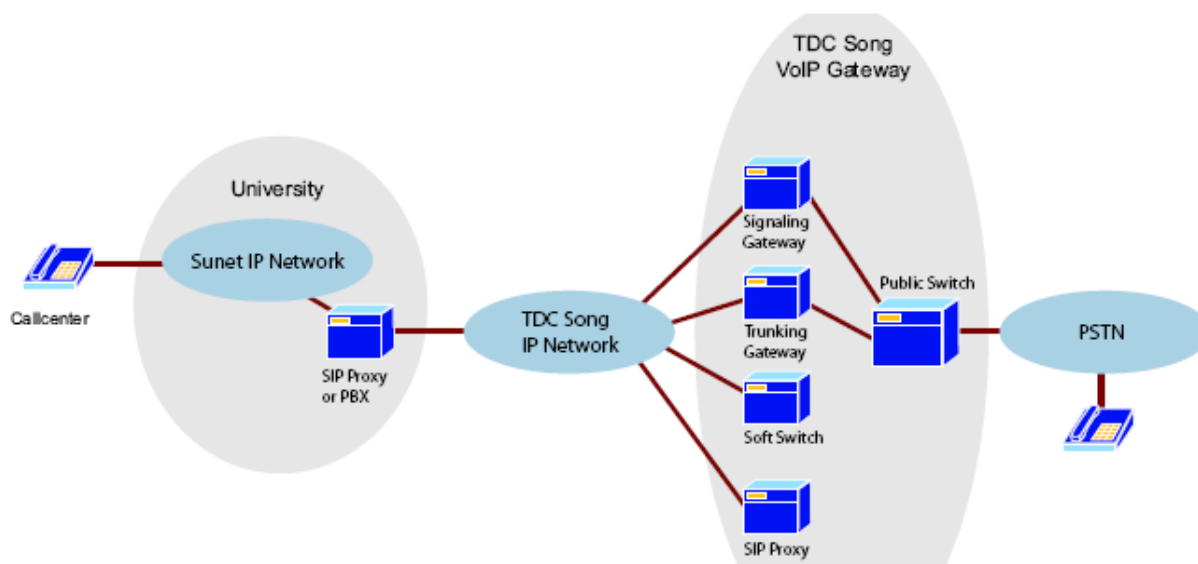 TDC Song
VoIP Gateway
University
Sunet IP Network
Callcenter
SIP Proxy
or PBX
TDC Song
IP Network
Signaling
Gateway
Trunking
Gateway
Soft Switch
SIP Proxy
Public Switch
PSTN